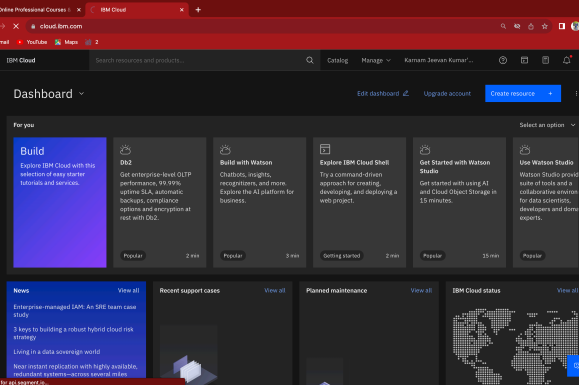 Online Professional Courses
IBM Cloud
cloud.ibm.com
mail YouTube Maps 2
IBM Cloud
Search resources and products...
Catalog Manage Karnam Jeevan Kumar'...
Dashboard
Edit dashboard Upgrade account Create resource +
For you
Select an option
Build
Explore IBM Cloud with this
selection of easy starter
tutorials and services.
Db2
Get enterprise-level OLTP
performance, 99.99%
uptime SLA, automatic
backups, compliance
options and encryption at
rest with Db2.
Popular 2 min
Build with Watson
Chatbots, insights,
recognizers, and more.
Explore the AI platform for
business.
Popular 3 min
Explore IBM Cloud Shell
Try a command-driven
approach for creating,
developing, and deploying a
web project.
Getting started 2 min
Get Started with Watson
Studio
Get started with using AI
and Cloud Object Storage in
15 minutes.
Popular 15 min
Use Watson Studio
Watson Studio provid
suite of tools and a
collaborative environ
for data scientists,
developers and doma
experts.
Popular
News View all
Enterprise-managed IAM: An SRE team case
study
3 keys to building a robust hybrid cloud risk
strategy
Living in a data sovereign world
Near instant replication with highly available,
redundant systems—across several miles
Recent support cases View all
Planned maintenance View all
IBM Cloud status View all
for api.segment.io...